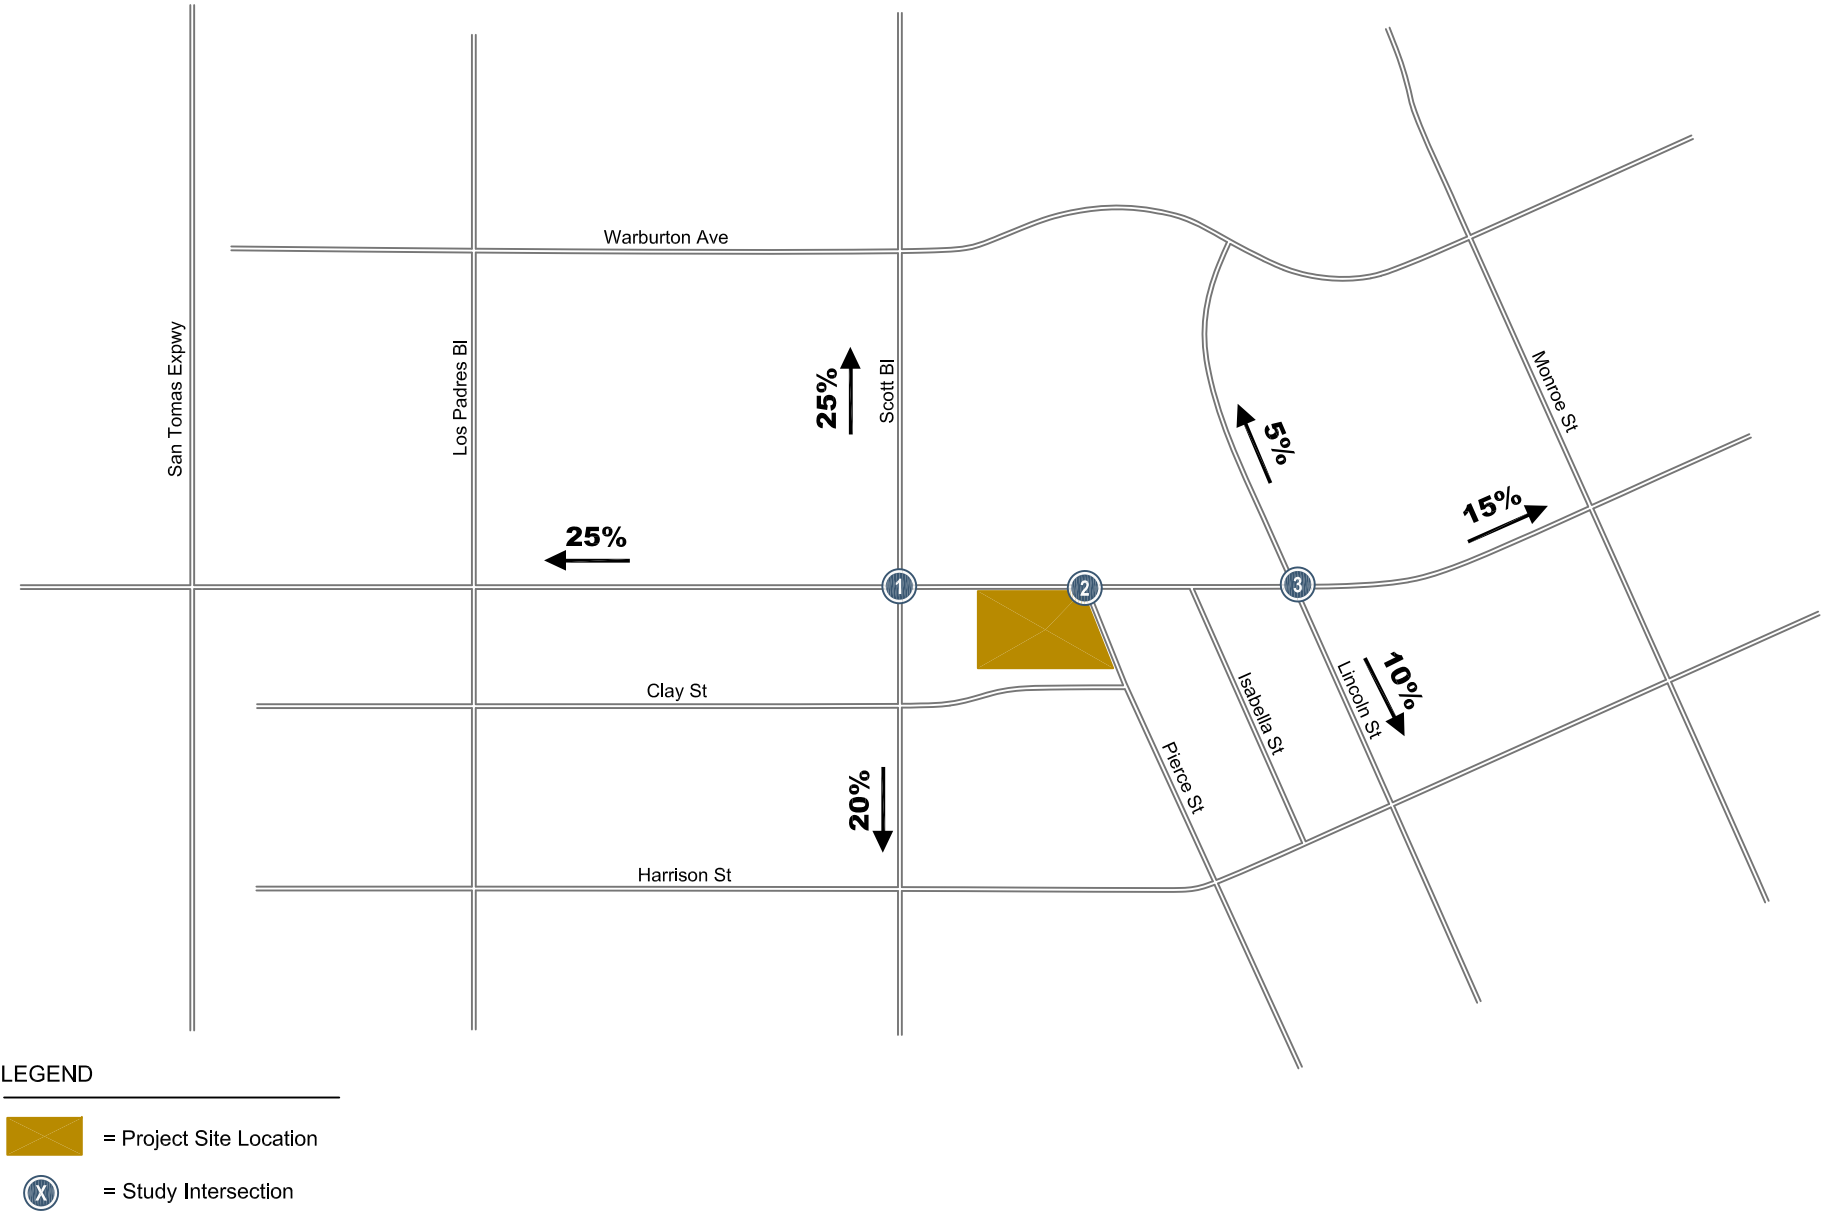 Warburton Ave
San Tomas Expwy
Los Padres Bl
25%
Scott Bl
5%
Monroe St
15%
25%
1
2
3
Clay St
Isabella St
Lincoln St
10%
Pierce St
20%
Harrison St
LEGEND
= Project Site Location
X
= Study Intersection